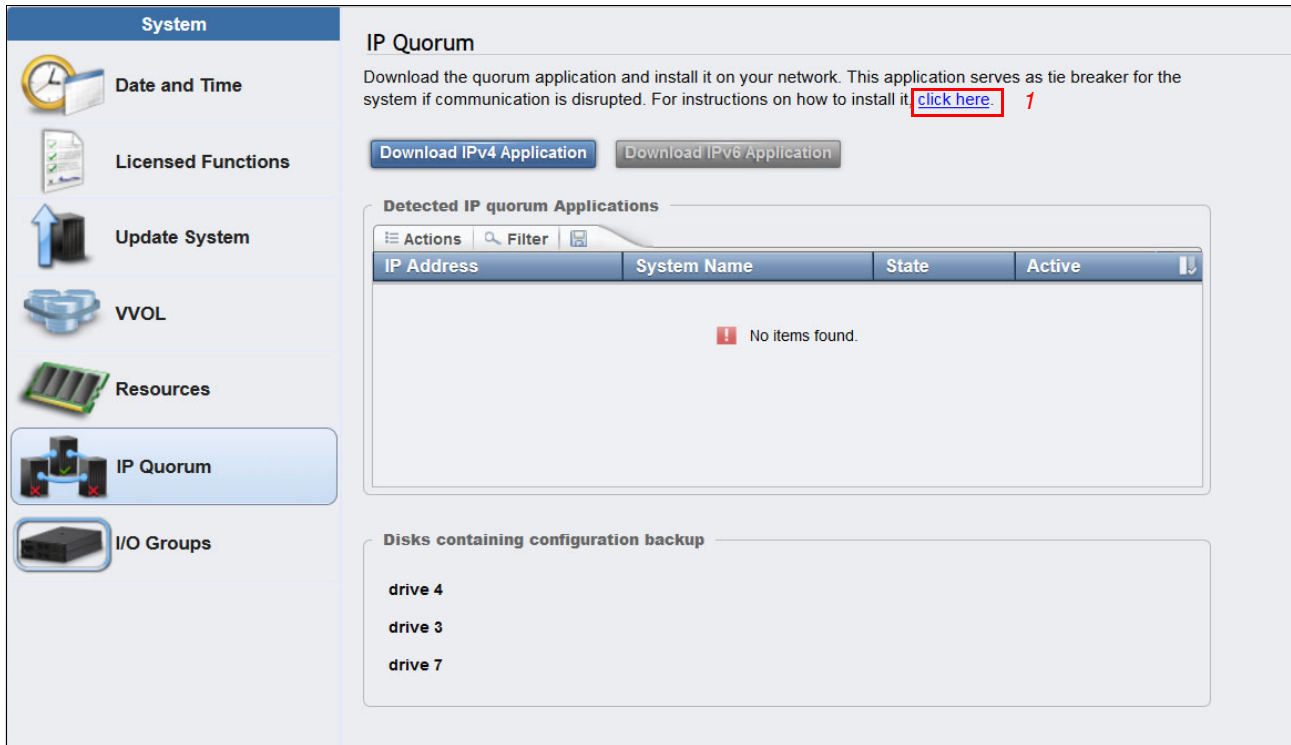 System
Date and Time
Licensed Functions
Update System
VVOL
Resources
IP Quorum
I/O Groups
IP Quorum
Download the quorum application and install it on your network. This application serves as tie breaker for the
system if communication is disrupted. For instructions on how to install it, click here. 1
Download IPv4 Application Download IPv6 Application
Detected IP quorum Applications
Actions Filter
IP Address System Name State Active
No items found.
Disks containing configuration backup
drive 4
drive 3
drive 7